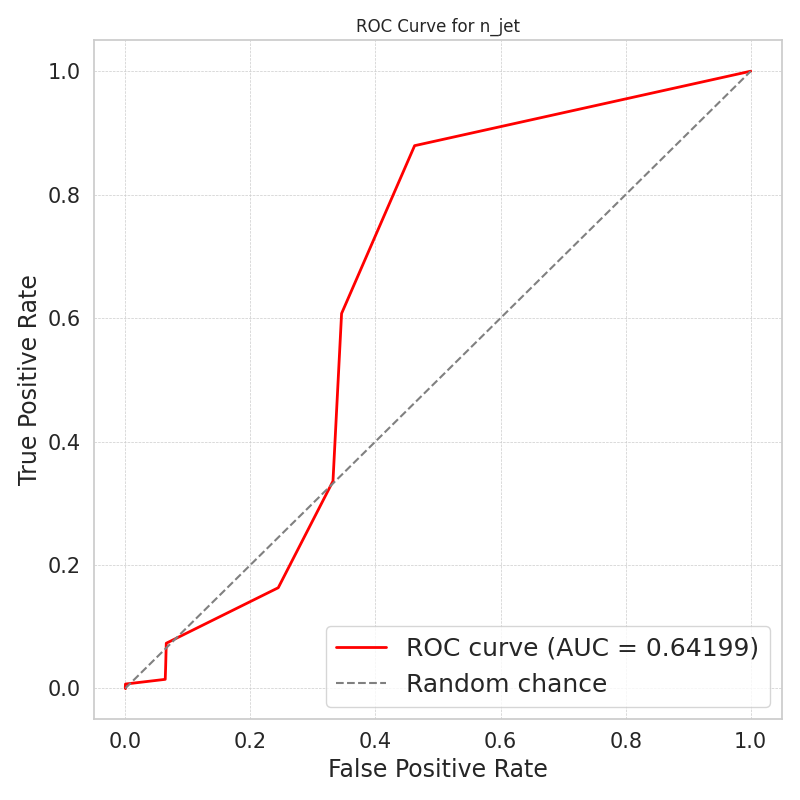 ROC Curve for n_jet
1.0
0.8
0.6
0.4
0.2
0.0
True Positive Rate
ROC curve (AUC = 0.64199)
Random chance
0.0 0.2 0.4 0.6 0.8 1.0
False Positive Rate